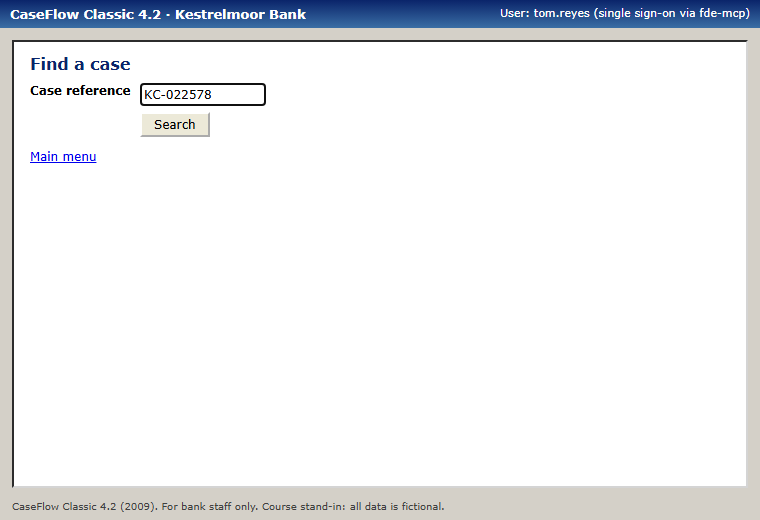 CaseFlow Classic 4.2 · Kestrelmoor Bank
User: tom.reyes (single sign-on via fde-mcp)
Find a case
Case reference
KC-022578
Search
Main menu
CaseFlow Classic 4.2 (2009). For bank staff only. Course stand-in: all data is fictional.